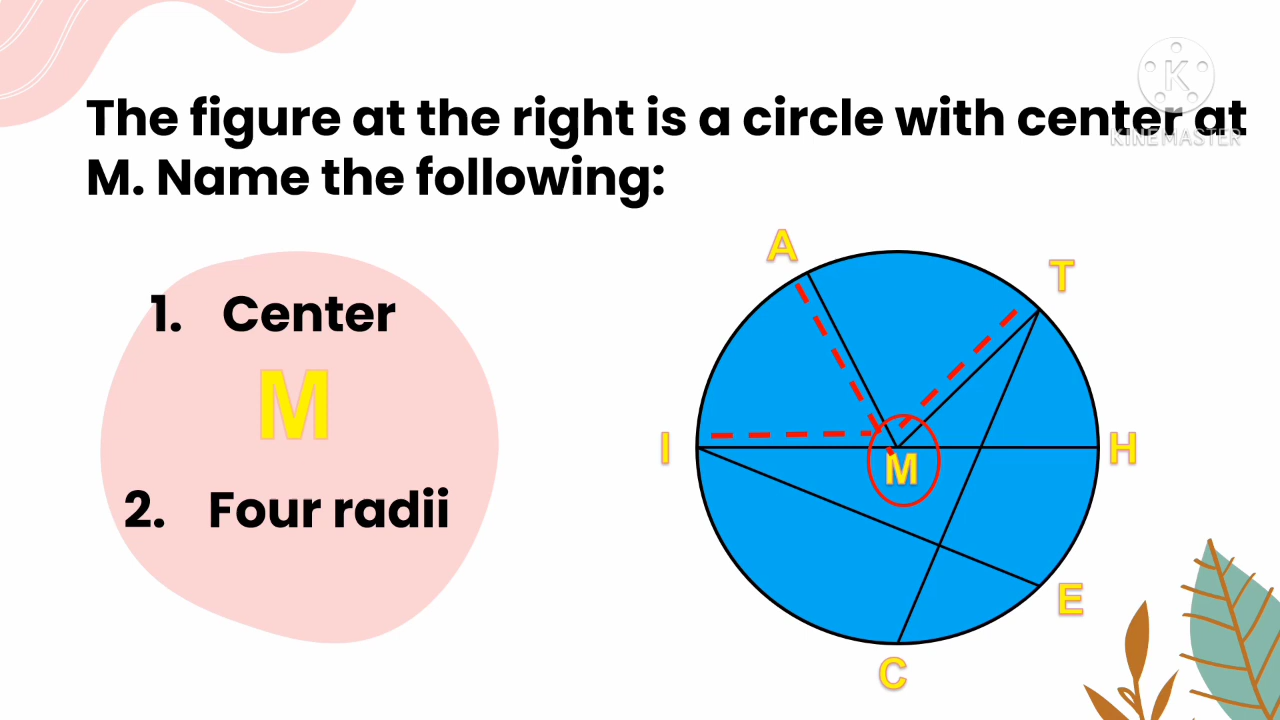 The figure at the right is a circle with center at
M. Name the following:
K
KINEMASTER
1. Center
M
2. Four radii
A
T
I
M
H
E
C